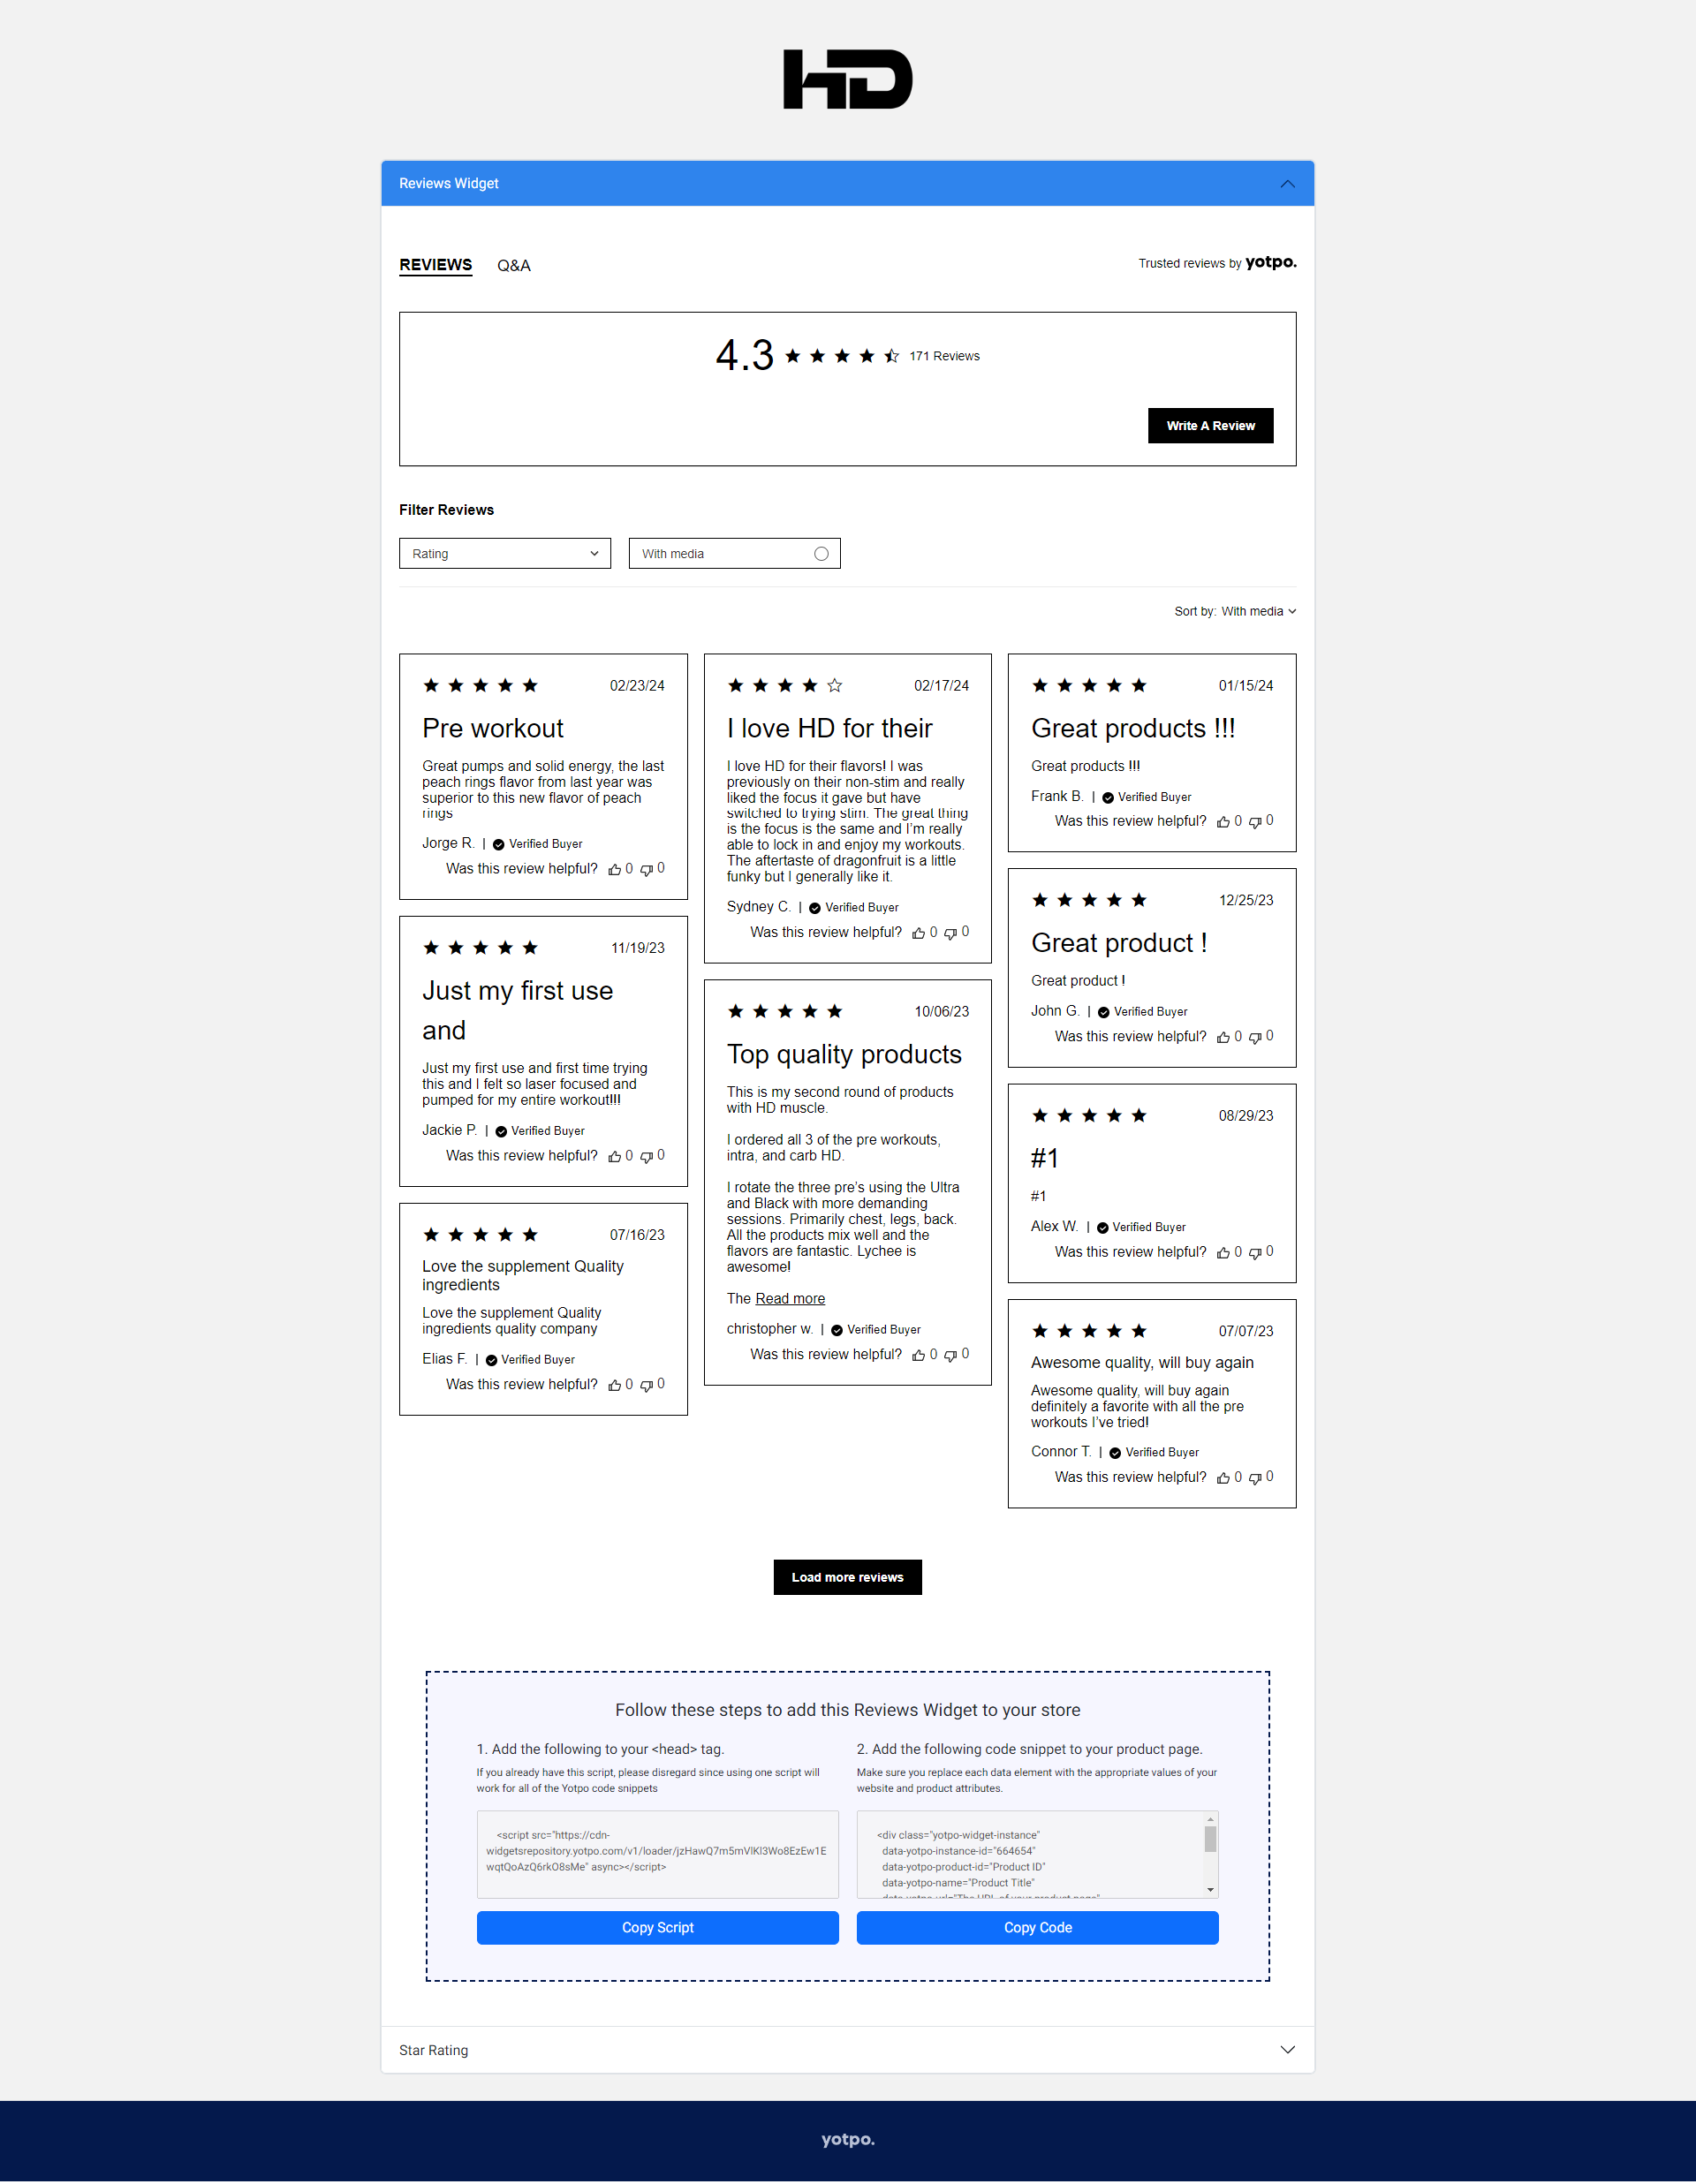 HD
Reviews Widget
REVIEWS
Q&A
Trusted reviews by yotpo.
4.3
171 Reviews
Write A Review
Filter Reviews
Rating
With media
Sort by: With media
02/23/24
Pre workout
Great pumps and solid energy, the last
peach rings flavor from last year was
superior to this new flavor of peach
rings
Jorge R. | Verified Buyer
Was this review helpful? 0 0
11/19/23
Just my first use
and
Just my first use and first time trying
this and I felt so laser focused and
pumped for my entire workout!!!
Jackie P. | Verified Buyer
Was this review helpful? 0 0
07/16/23
Love the supplement Quality
ingredients
Love the supplement Quality
ingredients quality company
Elias F. | Verified Buyer
Was this review helpful? 0 0
02/17/24
I love HD for their
I love HD for their flavors! I was
previously on their non-stim and really
liked the focus it gave but have
switched to trying stim. The great thing
is the focus is the same and I'm really
able to lock in and enjoy my workouts.
The aftertaste of dragonfruit is a little
funky but I generally like it.
Sydney C. | Verified Buyer
Was this review helpful? 0 0
10/06/23
Top quality products
This is my second round of products
with HD muscle.
I ordered all 3 of the pre workouts,
intra, and carb HD.
I rotate the three pre's using the Ultra
and Black with more demanding
sessions. Primarily chest, legs, back.
All the products mix well and the
flavors are fantastic. Lychee is
awesome!
The Read more
christopher w. | Verified Buyer
Was this review helpful? 0 0
01/15/24
Great products !!!
Great products !!!
Frank B. | Verified Buyer
Was this review helpful? 0 0
12/25/23
Great product !
Great product !
John G. | Verified Buyer
Was this review helpful? 0 0
08/29/23
#1
#1
Alex W. | Verified Buyer
Was this review helpful? 0 0
07/07/23
Awesome quality, will buy again
Awesome quality, will buy again
definitely a favorite with all the pre
workouts I've tried!
Connor T. | Verified Buyer
Was this review helpful? 0 0
Load more reviews
Follow these steps to add this Reviews Widget to your store
1. Add the following to your <head> tag.
If you already have this script, please disregard since using one script will
work for all of the Yotpo code snippets
<script src="https://cdn-
widgetsrepository.yotpo.com/v1/loader/jzHawQ7m5mVlKl3Wo8EzEw1E
wqtQoAzQ6rkO8sMe" async></script>
Copy Script
2. Add the following code snippet to your product page.
Make sure you replace each data element with the appropriate values of your
website and product attributes.
<div class="yotpo-widget-instance"
data-yotpo-instance-id="664654"
data-yotpo-product-id="Product ID"
data-yotpo-name="Product Title"
data-yotpo-url="The URL of your product page"
Copy Code
Star Rating
yotpo.